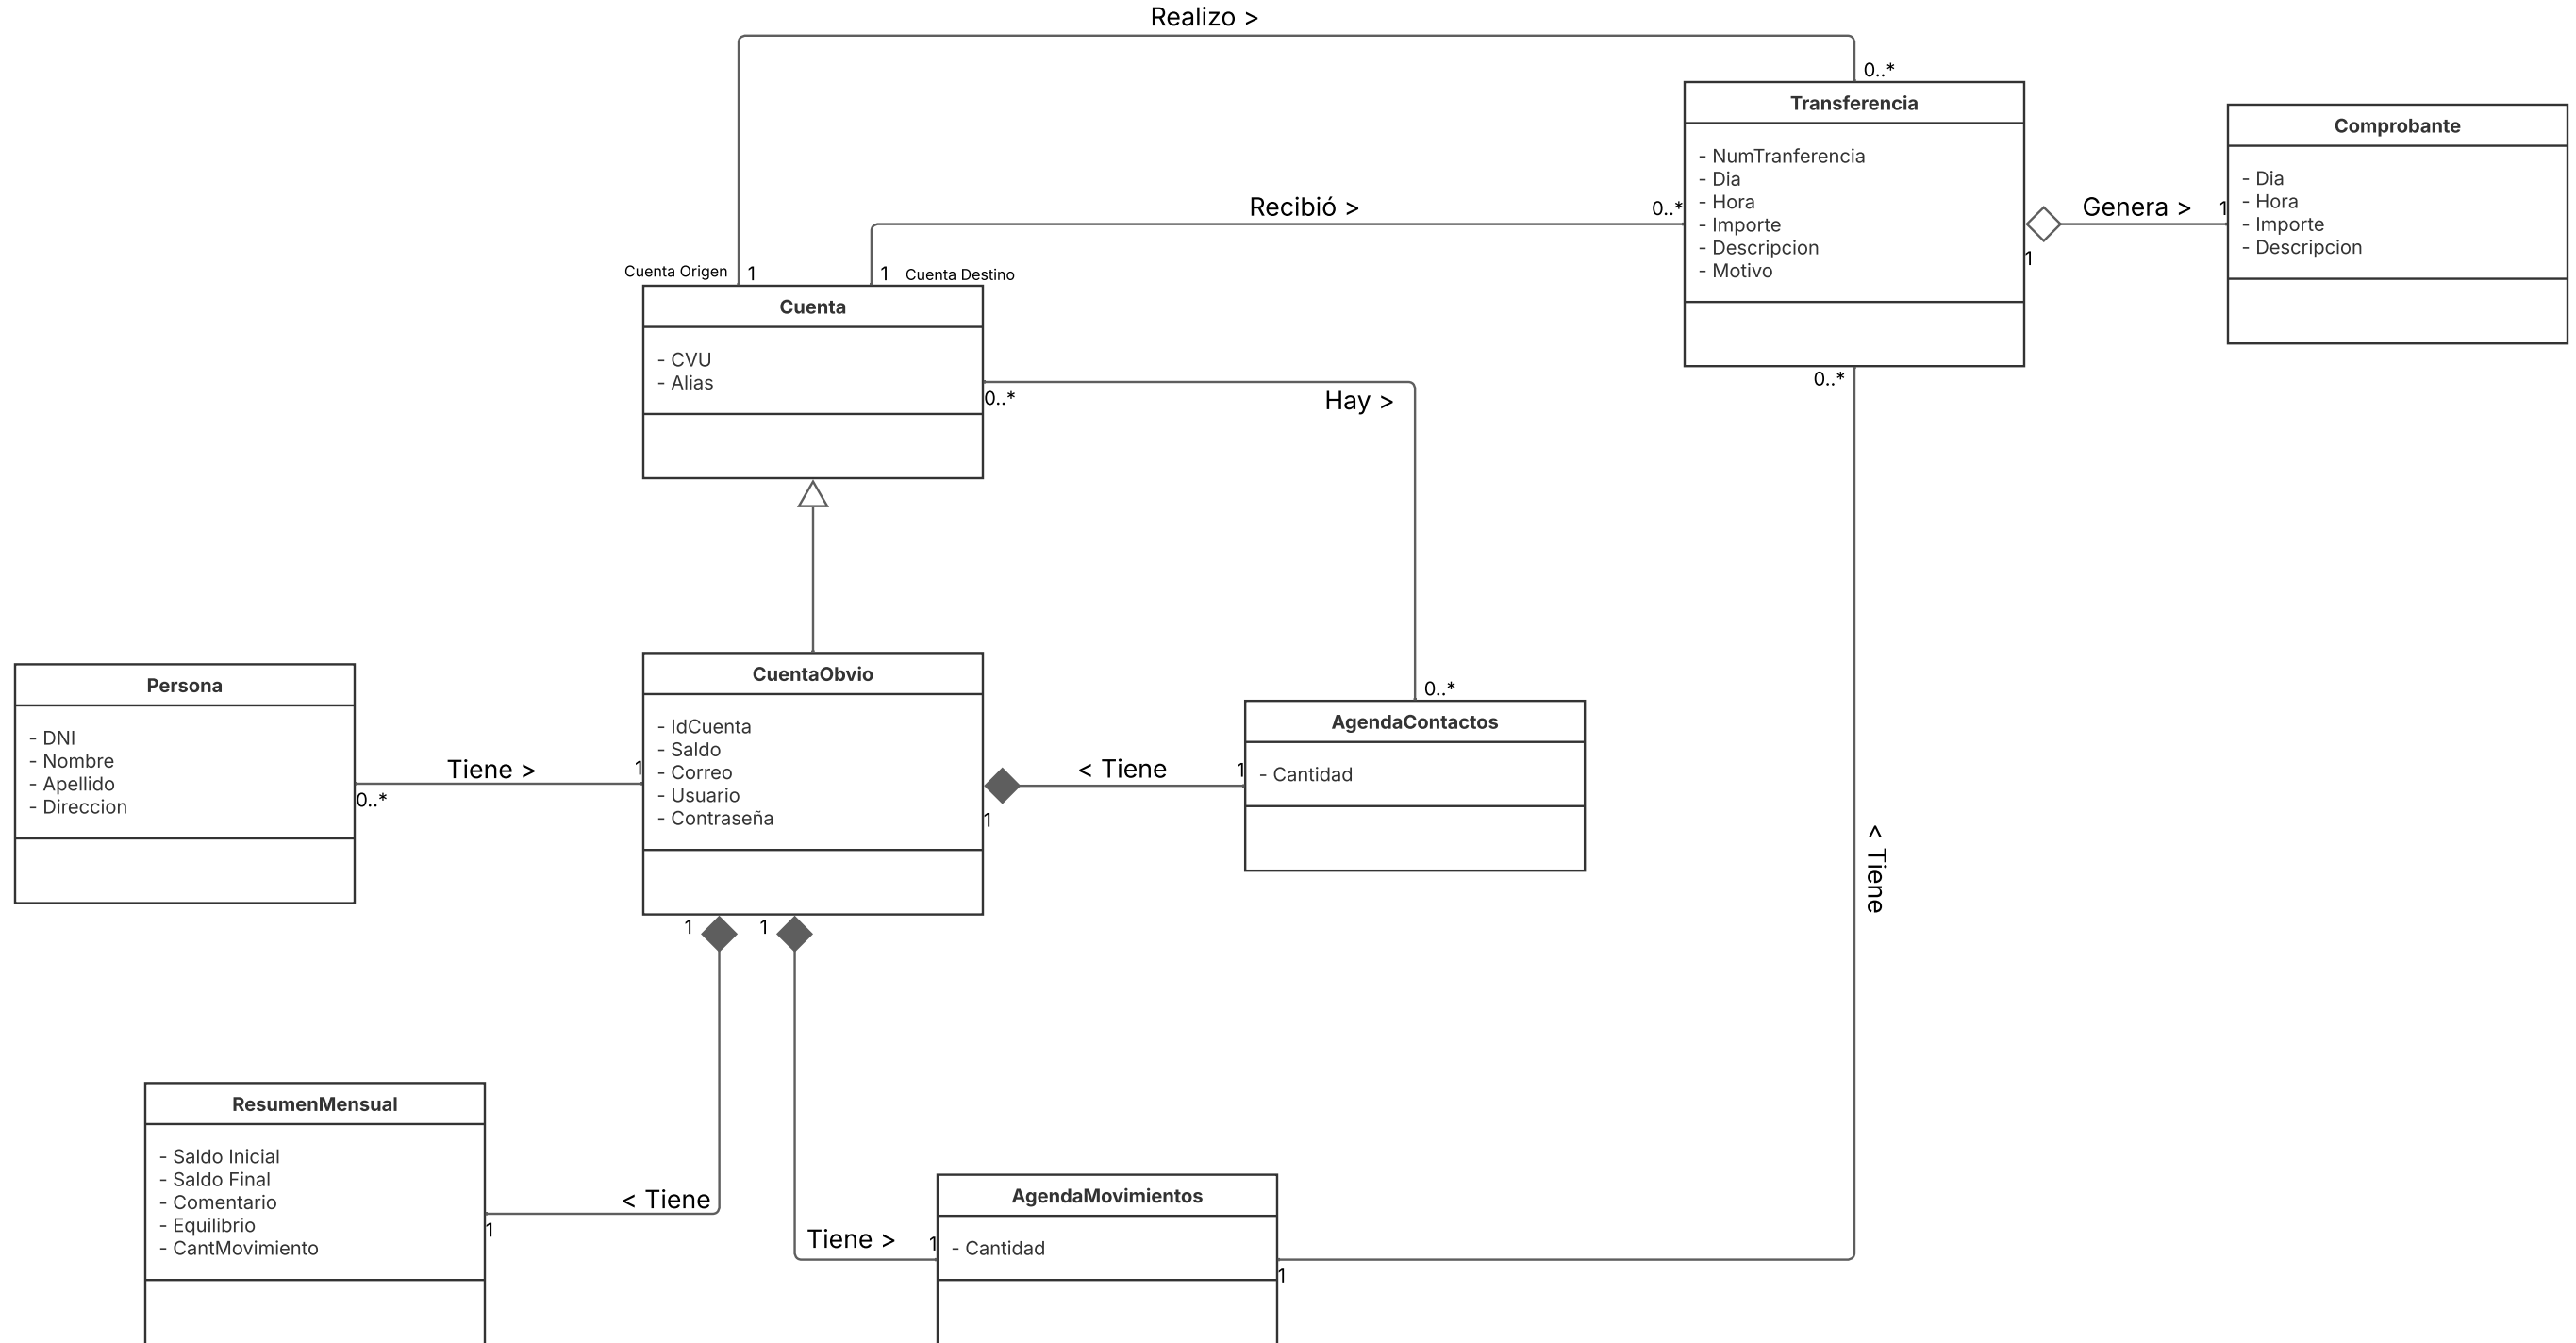 Realizo >
0..*
Transferencia
- NumTranferencia
- Dia
- Hora
- Importe
- Descripcion
- Motivo
Comprobante
- Dia
- Hora
- Importe
- Descripcion
Genera >
1
1
Recibió >
0..*
Cuenta Origen
1
1
Cuenta Destino
Cuenta
- CVU
- Alias
0..*
Hay >
0..*
0..*
Persona
- DNI
- Nombre
- Apellido
- Direccion
Tiene >
0..*
1
CuentaObvio
- IdCuenta
- Saldo
- Correo
- Usuario
- Contraseña
< Tiene
1
1
AgendaContactos
- Cantidad
< Tiene
1
1
ResumenMensual
- Saldo Inicial
- Saldo Final
- Comentario
- Equilibrio
- CantMovimiento
< Tiene
1
Tiene >
1
AgendaMovimientos
- Cantidad
1